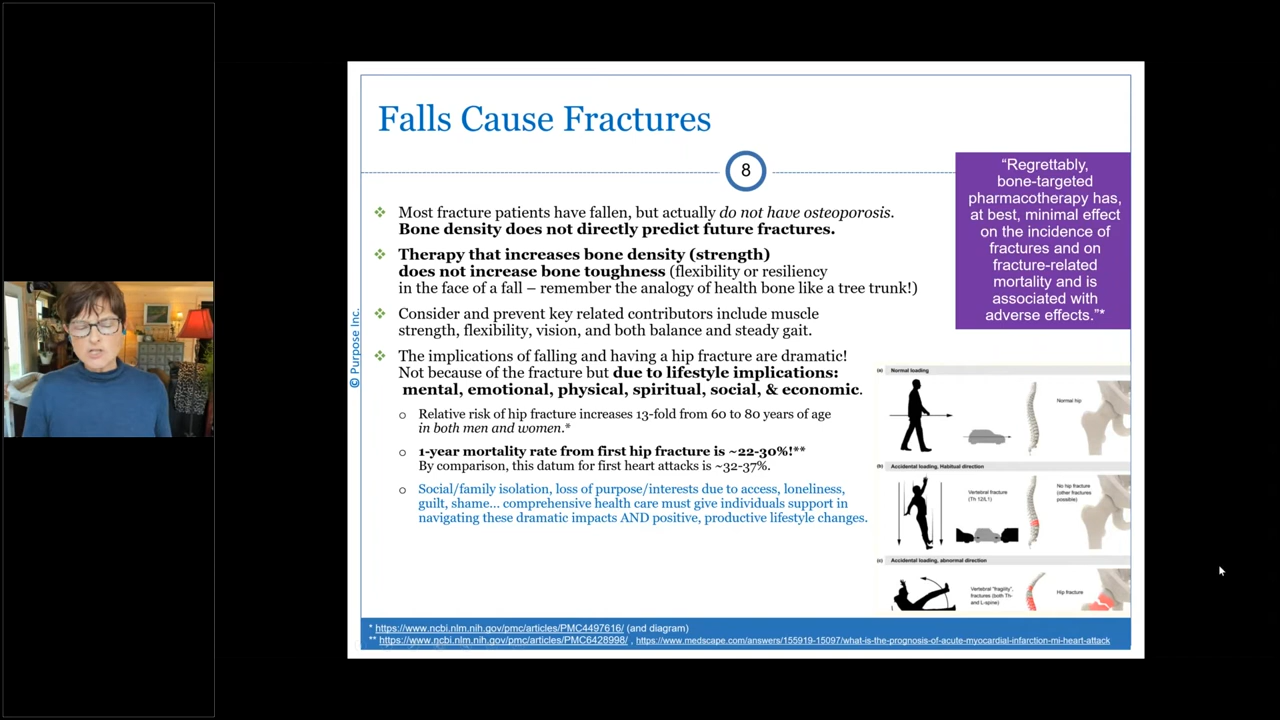 Falls Cause Fractures
8
"Regrettably,
bone-targeted
pharmacotherapy has,
at best, minimal effect
on the incidence of
fractures and on
fracture-related
mortality and is
associated with
adverse effects."*
Most fracture patients have fallen, but actually do not have osteoporosis.
Bone density does not directly predict future fractures.
Therapy that increases bone density (strength)
does not increase bone toughness (flexibility or resiliency
in the face of a fall – remember the analogy of health bone like a tree trunk!)
Consider and prevent key related contributors include muscle
strength, flexibility, vision, and both balance and steady gait.
The implications of falling and having a hip fracture are dramatic!
Not because of the fracture but due to lifestyle implications:
mental, emotional, physical, spiritual, social, & economic.
Relative risk of hip fracture increases 13-fold from 60 to 80 years of age
in both men and women.*
1-year mortality rate from first hip fracture is ~22-30%!**
By comparison, this datum for first heart attacks is ~32-37%.
Social/family isolation, loss of purpose/interests due to access, loneliness,
guilt, shame... comprehensive health care must give individuals support in
navigating these dramatic impacts AND positive, productive lifestyle changes.
© Purpose Inc.
(a) Normal loading
Normal hip
(b) Accidental loading, Habitual direction
Vertebral fracture
(Th 12/L1)
No hip fracture
(other fractures
possible)
(c) Accidental loading, abnormal direction
Vertebral "fragility",
fractures (both Th-
and L-spine)
Hip fracture
* https://www.ncbi.nlm.nih.gov/pmc/articles/PMC4497616/ (and diagram)
** https://www.ncbi.nlm.nih.gov/pmc/articles/PMC6428998/ , https://www.medscape.com/answers/155919-15097/what-is-the-prognosis-of-acute-myocardial-infarction-mi-heart-attack